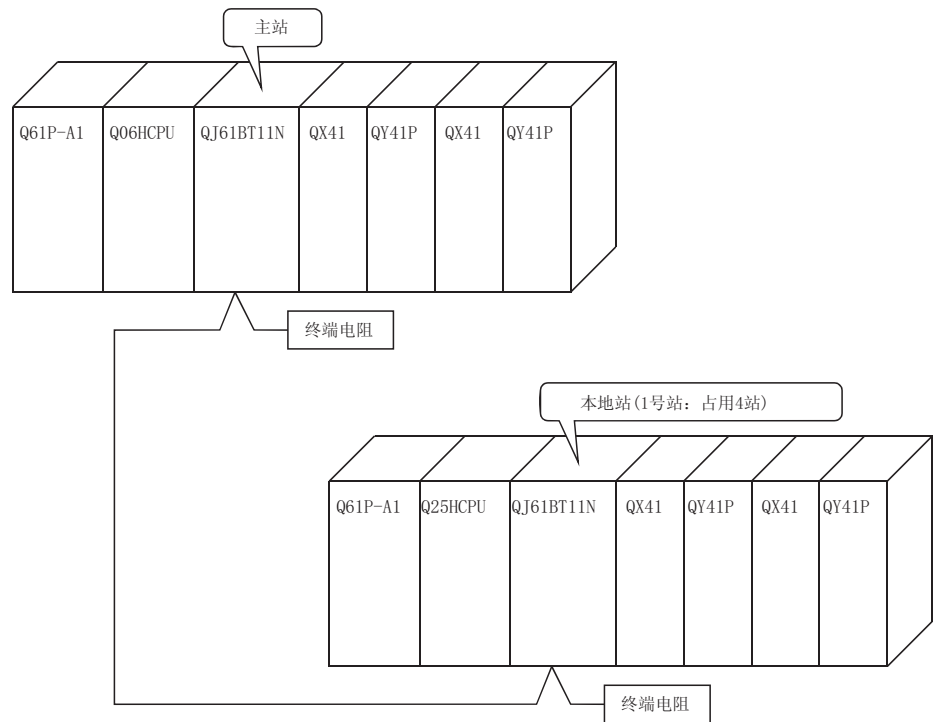 主站
Q61P-A1 Q06HCPU QJ61BT11N QX41 QY41P QX41 QY41P
终端电阻
本地站(1号站：占用4站)
Q61P-A1 Q25HCPU QJ61BT11N QX41 QY41P QX41 QY41P
终端电阻